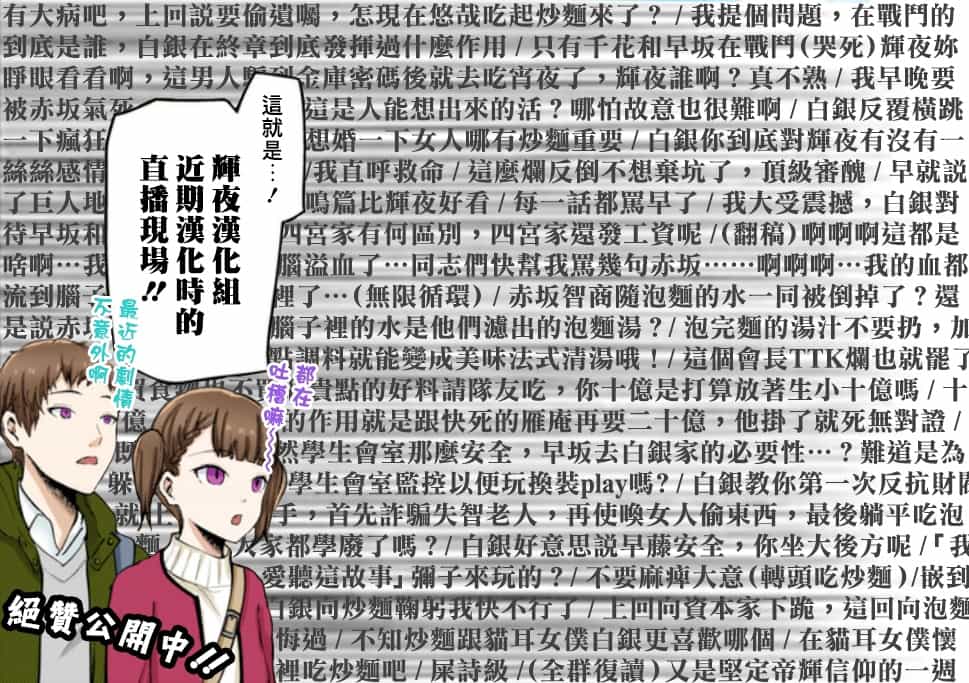 有大病吧，上回説要偷遺囑，怎現在悠哉吃起炒麵來了？/我提個問題，在戰鬥的
到底是誰，白銀在終章到底發揮過什麼作用/只有千花和早坂在戰鬥(哭死)輝夜妳
睜眼看看啊，這男人騙到金庫密碼後就去吃宵夜了，輝夜誰啊？真不熟/我早晚要
被赤坂氣死
這是人能想出來的活？哪怕故意也很難啊/白銀反覆橫跳
一下瘋狂
想婚一下女人哪有炒麵重要/白銀你到底對輝夜有沒有一
絲絲感情
/我直呼救命/這麼爛反倒不想棄坑了，頂級審醜/早就説
了巨人地
鳴篇比輝夜好看/每一話都罵早了/我大受震撼，白銀對
待早坂和
四宮家有何區別，四宮家還發工資呢/(翻稿)啊啊啊這都是
啥啊…我
腦溢血了…同志們快幫我罵幾句赤坂……啊啊啊…我的血都
流到腦子
裡了…(無限循環)/赤坂智商隨泡麵的水一同被倒掉了？還
是説赤坂
腦子裡的水是他們濾出的泡麵湯？/泡完麵的湯汁不要扔，加
點調料就能變成美味法式清湯哦！/這個會長TTK爛也就罷了
貴點的好料請隊友吃，你十億是打算放著生小十億嗎/十
億
的作用就是跟快死的雁庵再要二十億，他掛了就死無對證/
既
然學生會室那麼安全，早坂去白銀家的必要性…？難道是為
躲
學生會室監控以便玩換裝play嗎?/白銀教你第一次反抗財閥
就上手，首先詐騙失智老人，再使喚女人偷東西，最後躺平吃泡
麵
大家都學廢了嗎？/白銀好意思說早藤安全，你坐大後方呢/「我
愛聽這故事」彌子來玩的？/不要麻痺大意(轉頭吃炒麵)/嵌到
白銀向炒麵鞠躬我快不行了/上回向資本家下跪，這回向泡麵
悔過/不知炒麵跟貓耳女僕白銀更喜歡哪個/在貓耳女僕懷
裡吃炒麵吧/屎詩級/(全群復讀)又是堅定帝輝信仰的一週
這就是…！
輝夜漢化組
近期漢化時的
直播現場!!
最近的劇情
不意外啊
都在
吐槽嘛～
絕贊公開中!!